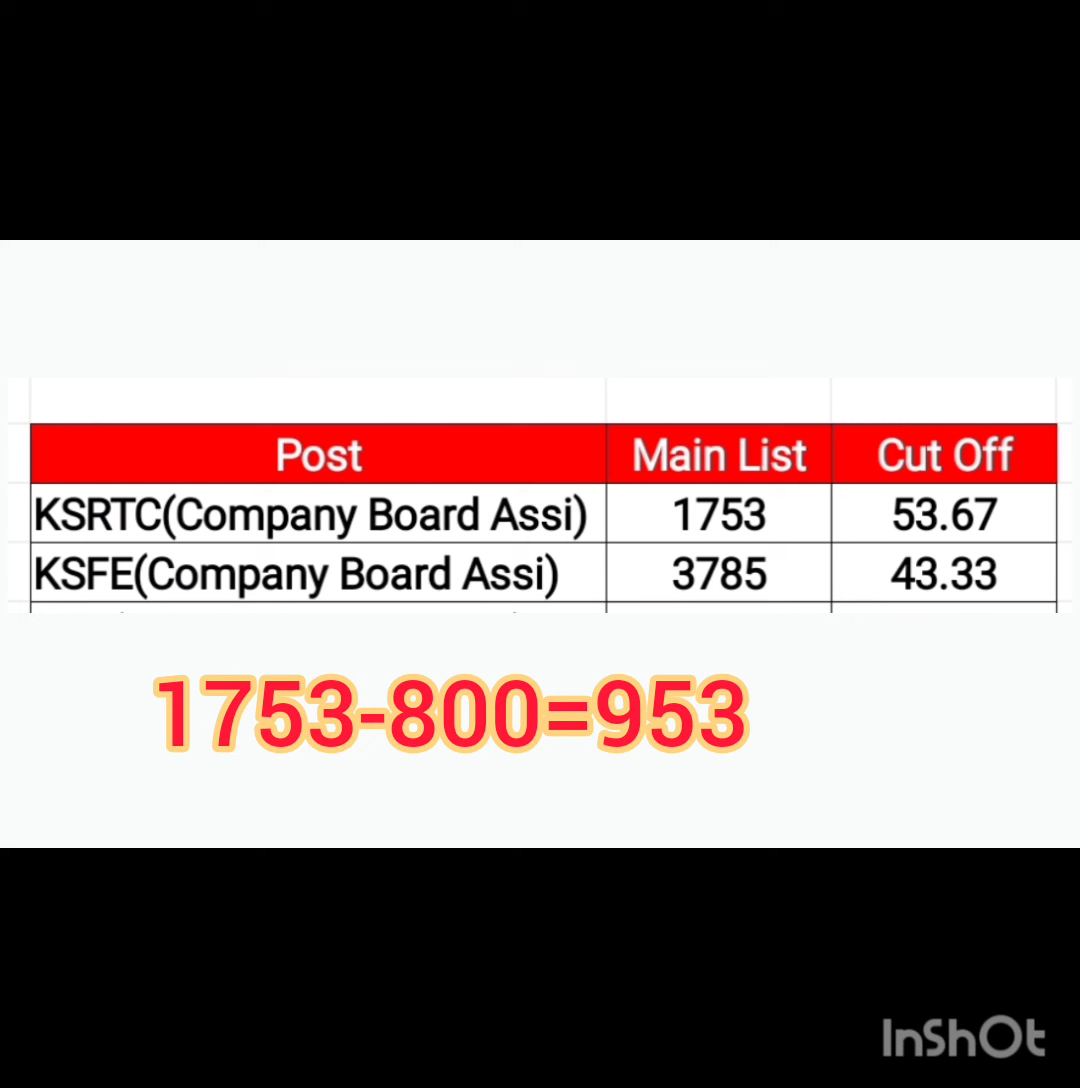 Post Main List Cut Off
KSRTC(Company Board Assi) 1753 53.67
KSFE(Company Board Assi) 3785 43.33
1753-800=953
InShOt